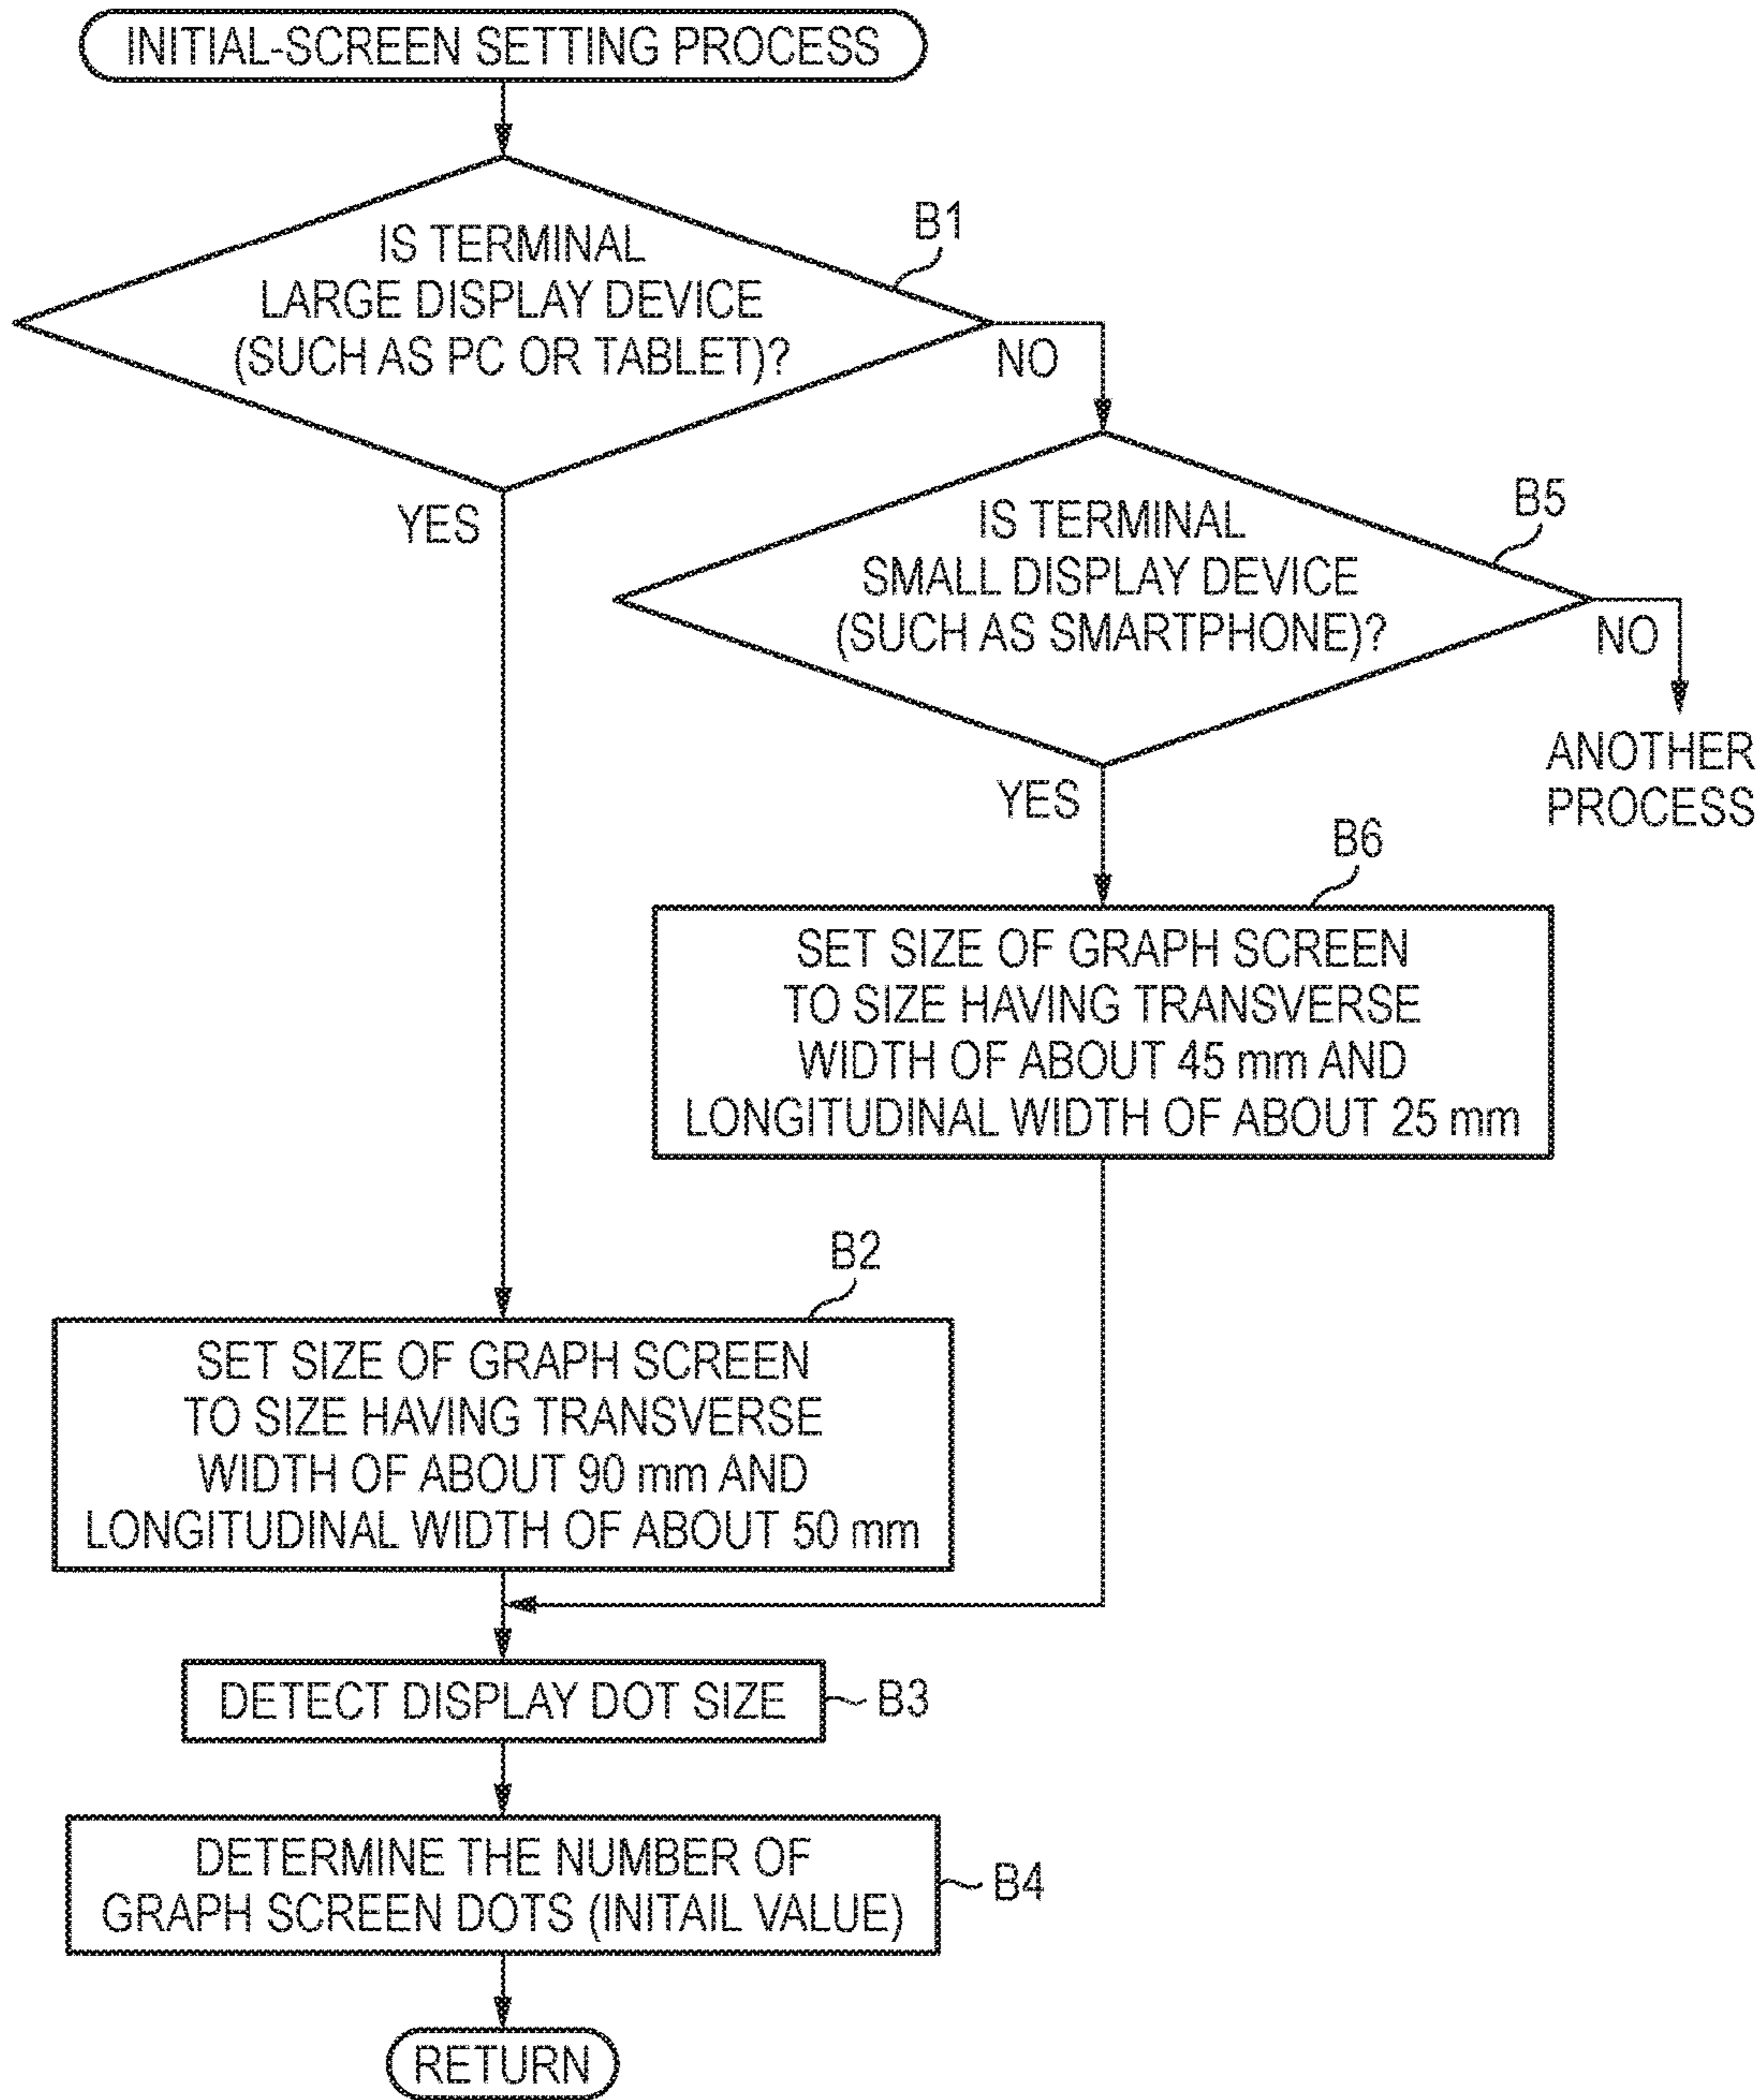 INITIAL-SCREEN SETTING PROCESS
B1
IS TERMINAL
LARGE DISPLAY DEVICE
(SUCH AS PC OR TABLET)?
NO
YES
B5
IS TERMINAL
SMALL DISPLAY DEVICE
(SUCH AS SMARTPHONE)?
NO
ANOTHER
PROCESS
YES
B6
SET SIZE OF GRAPH SCREEN
TO SIZE HAVING TRANSVERSE
WIDTH OF ABOUT 45 mm AND
LONGITUDINAL WIDTH OF ABOUT 25 mm
B2
SET SIZE OF GRAPH SCREEN
TO SIZE HAVING TRANSVERSE
WIDTH OF ABOUT 90 mm AND
LONGITUDINAL WIDTH OF ABOUT 50 mm
DETECT DISPLAY DOT SIZE
B3
DETERMINE THE NUMBER OF
GRAPH SCREEN DOTS (INITAIL VALUE)
B4
RETURN